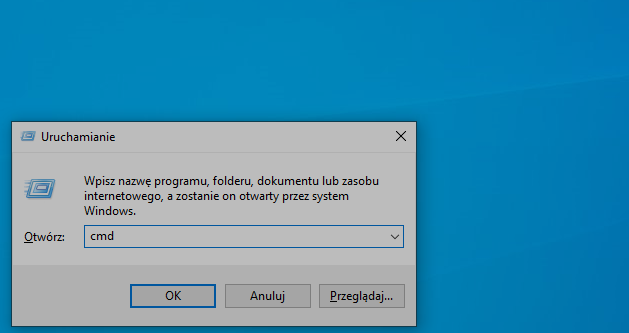 Uruchamianie
Wpisz nazwę programu, folderu, dokumentu lub zasobu
internetowego, a zostanie on otwarty przez system
Windows.
Otwórz: cmd
OK Anuluj Przeglądaj...